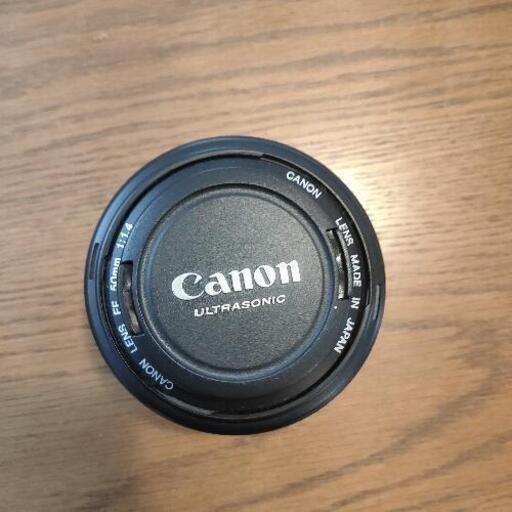 Canon
ULTRASONIC
CANON LENS EF 50mm 1:1.4
CANON LENS MADE IN JAPAN